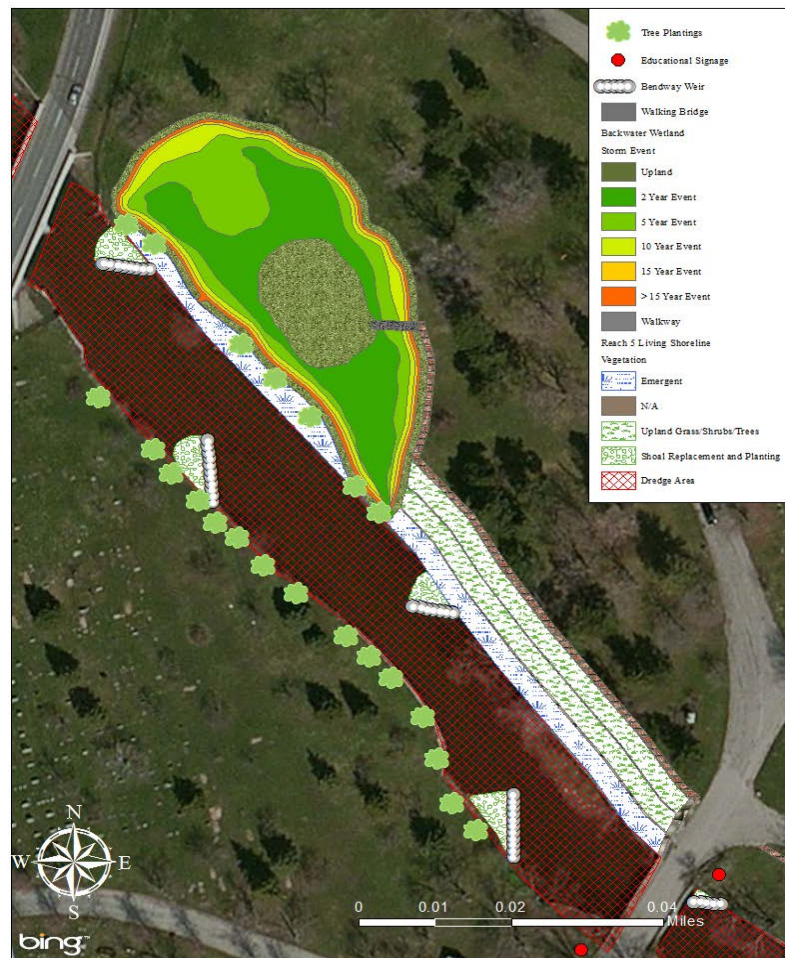 Tree Plantings
Educational Signage
Bendway Weir
Walking Bridge
Backwater Wetland
Storm Event
Upland
2 Year Event
5 Year Event
10 Year Event
15 Year Event
> 15 Year Event
Walkway
Reach 5 Living Shoreline
Vegetation
Emergent
N/A
Upland Grass/Shrubs/Trees
Shoal Replacement and Planting
Dredge Area
N
W E
S
0 0.01 0.02 0.04
Miles
bing™